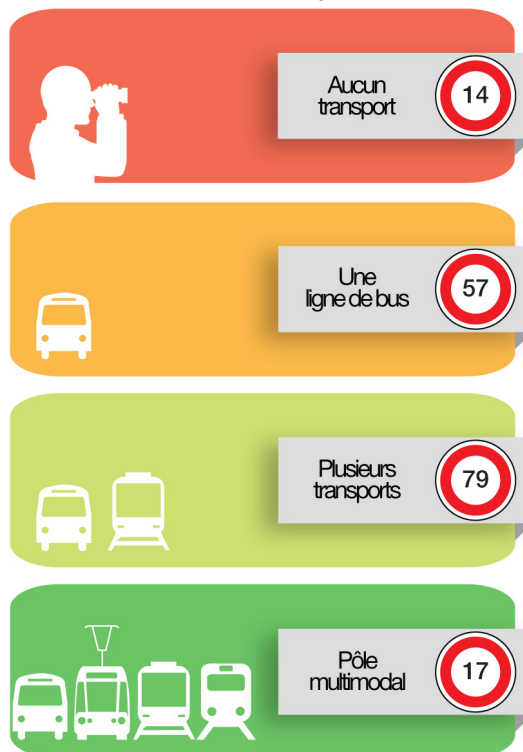 Aucun
transport
14
Une
ligne de bus
57
Plusieurs
transports
79
Pôle
multimodal
17